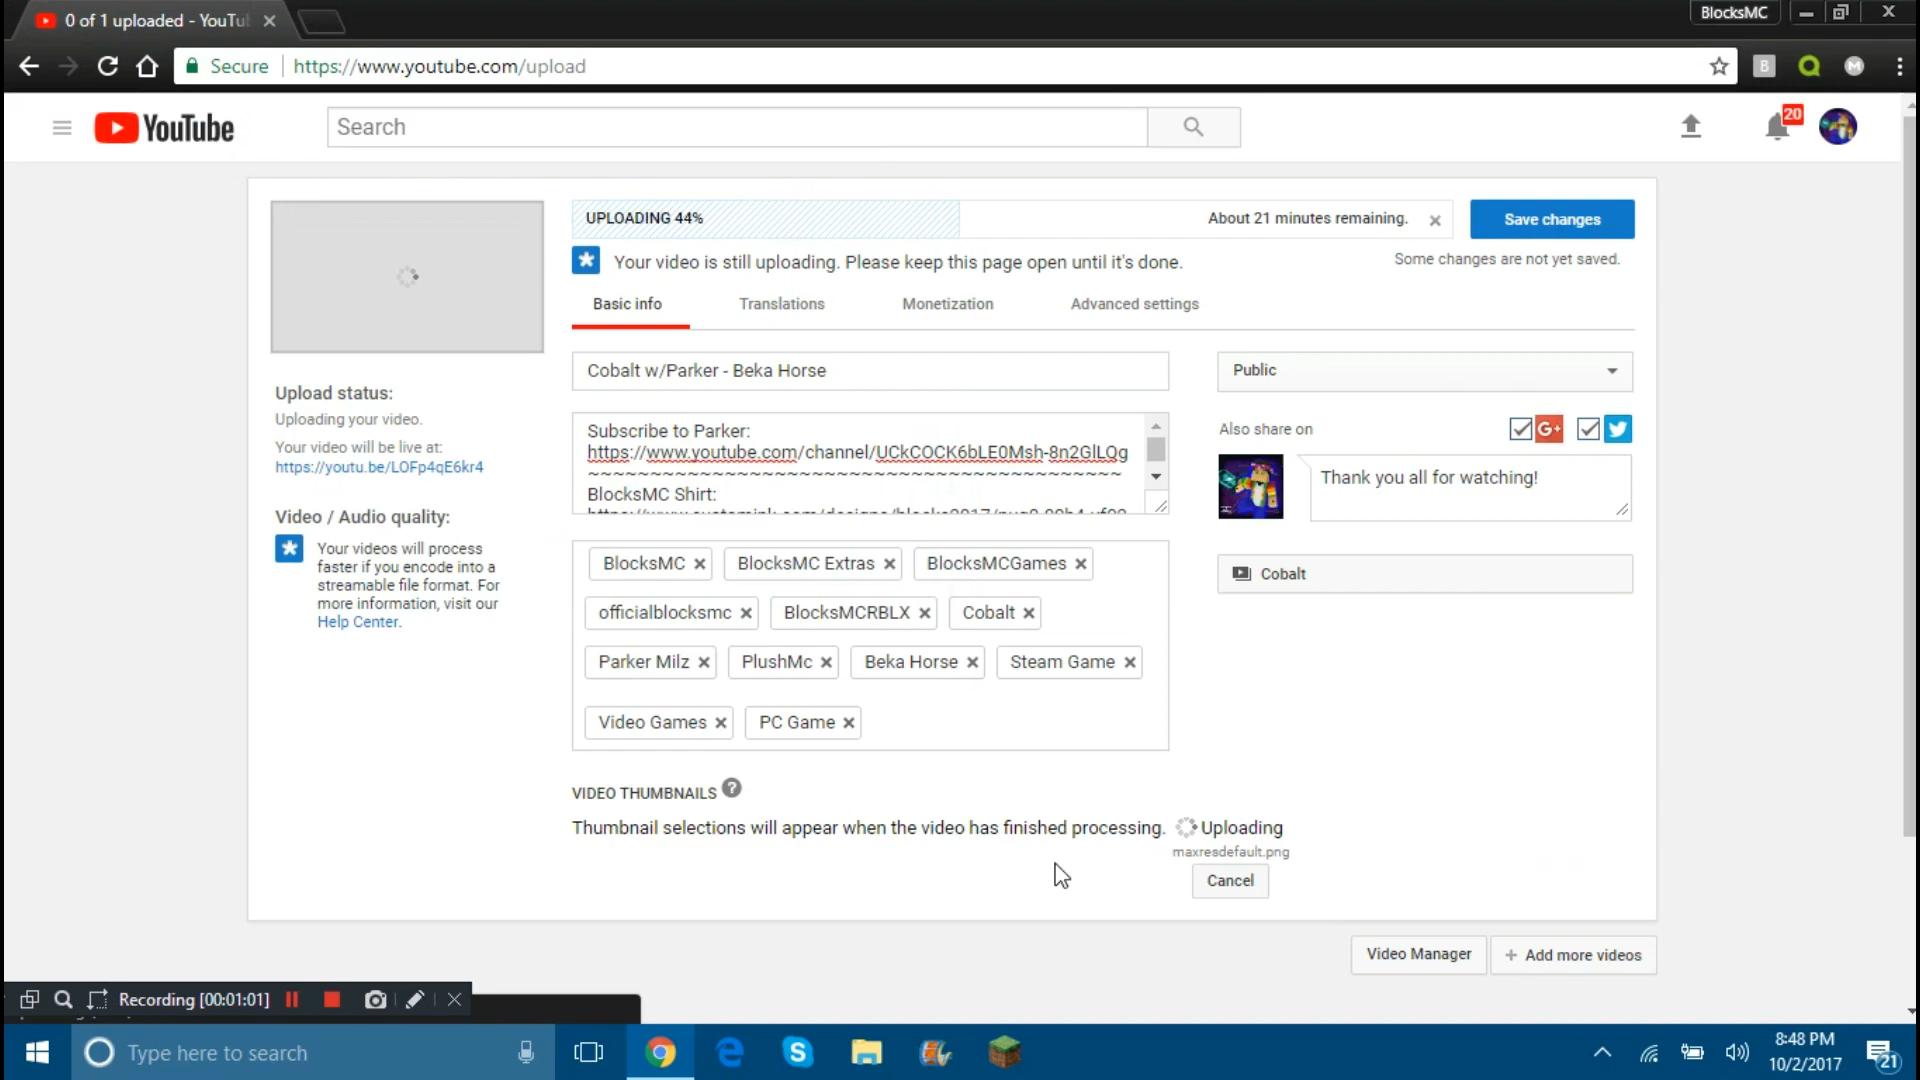 0 of 1 uploaded - YouTu
BlocksMC
Secure
https://www.youtube.com/upload
B
M
YouTube
Search
20
UPLOADING 44%
About 21 minutes remaining.
Save changes
Your video is still uploading. Please keep this page open until it's done.
Some changes are not yet saved.
Basic info
Translations
Monetization
Advanced settings
Upload status:
Uploading your video.
Your video will be live at:
https://youtu.be/LOFp4qE6kr4
Video / Audio quality:
Your videos will process
faster if you encode into a
streamable file format. For
more information, visit our
Help Center.
Cobalt w/Parker - Beka Horse
Subscribe to Parker:
https://www.youtube.com/channel/UCkCOCK6bLE0Msh-8n2GlLQg
~~~~~~~~~~~~~~~~~~~~~~~~~~~~~~~~~~~~~~
BlocksMC Shirt:
BlocksMC
BlocksMC Extras
BlocksMCGames
officialblocksmc
BlocksMCRBLX
Cobalt
Parker Milz
PlushMc
Beka Horse
Steam Game
Video Games
PC Game
Public
Also share on
G+
Thank you all for watching!
Cobalt
VIDEO THUMBNAILS ?
Thumbnail selections will appear when the video has finished processing.
Uploading
maxresdefault.png
Cancel
Video Manager
+ Add more videos
Recording [00:01:01]
Type here to search
8:48 PM
10/2/2017
21